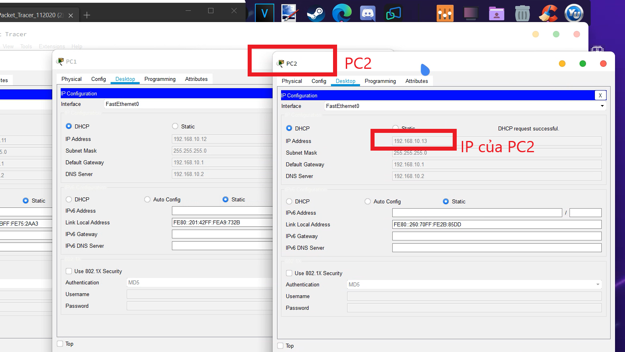 Packet_Tracer_112020 (2
et Tracer
PC1
PC2
PC2
Physical Config Desktop Programming Attributes
Physical Config Desktop Programming Attributes
IP Configuration
IP Configuration
X
Interface FastEthernet0
Interface FastEthernet0
DHCP Static
DHCP Static DHCP request successful.
IP Address 192.168.10.12
IP Address 192.168.10.13
IP của PC2
Subnet Mask 255.255.255.0
Subnet Mask 255.255.255.0
Default Gateway 192.168.10.1
Default Gateway 192.168.10.1
DNS Server 192.168.10.2
DNS Server 192.168.10.2
Static
DHCP Auto Config Static
DHCP Auto Config Static
IPv6 Address
IPv6 Address /
BFF:FE75:2AA3
Link Local Address FE80::201:42FF:FEA9:732B
Link Local Address FE80::260:70FF:FE2B:85DD
IPv6 Gateway
IPv6 Gateway
IPv6 DNS Server
IPv6 DNS Server
Use 802.1X Security
Use 802.1X Security
Authentication MD5
Authentication MD5
Username
Username
Password
Password
Top
Top